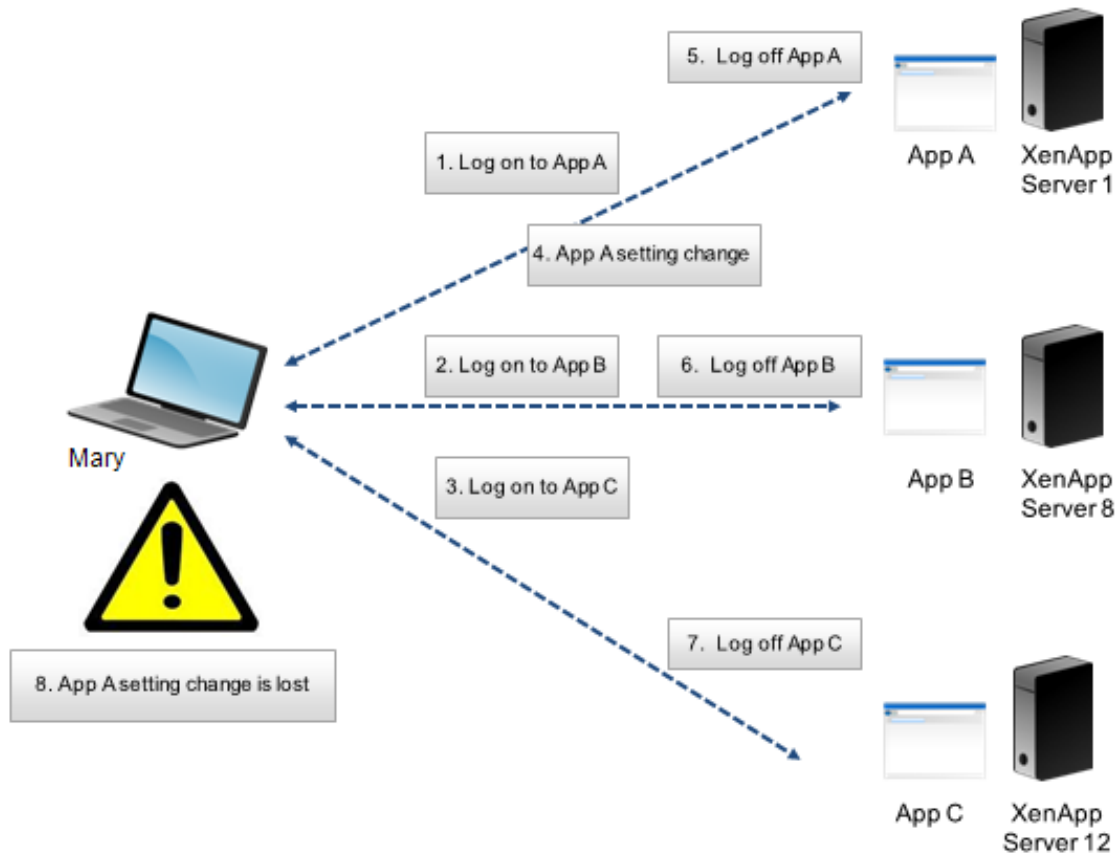 5. Log off App A
App A
XenApp
Server 1
1. Log on to App A
4. App A setting change
2. Log on to App B
6. Log off App B
Mary
App B
XenApp
Server 8
3. Log on to App C
7. Log off App C
8. App A setting change is lost
App C
XenApp
Server 12